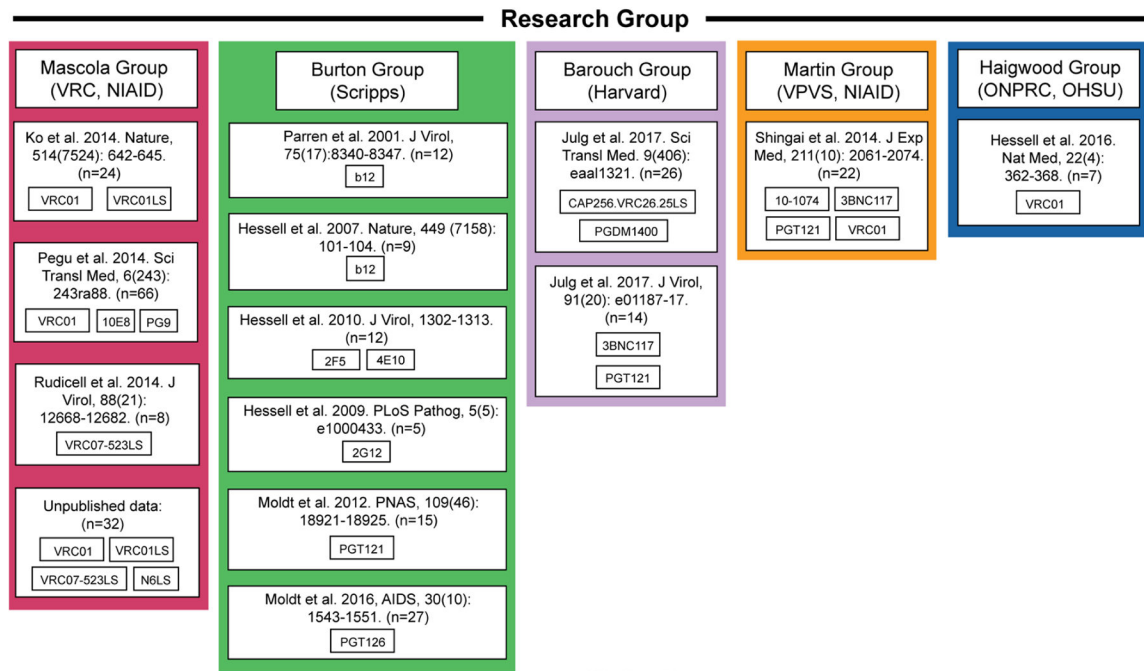 Research Group
Mascola Group
(VRC, NIAID)
Ko et al. 2014. Nature,
514(7524): 642-645.
(n=24)
VRC01
VRC01LS
Pegu et al. 2014. Sci
Transl Med, 6(243):
243ra88. (n=66)
VRC01
10E8
PG9
Rudicell et al. 2014. J
Virol, 88(21):
12668-12682. (n=8)
VRC07-523LS
Unpublished data:
(n=32)
VRC01
VRC01LS
VRC07-523LS
N6LS
Burton Group
(Scripps)
Parren et al. 2001. J Virol,
75(17):8340-8347. (n=12)
b12
Hessell et al. 2007. Nature, 449 (7158):
101-104. (n=9)
b12
Hessell et al. 2010. J Virol, 1302-1313.
(n=12)
2F5
4E10
Hessell et al. 2009. PLoS Pathog, 5(5):
e1000433. (n=5)
2G12
Moldt et al. 2012. PNAS, 109(46):
18921-18925. (n=15)
PGT121
Moldt et al. 2016, AIDS, 30(10):
1543-1551. (n=27)
PGT126
Barouch Group
(Harvard)
Julg et al. 2017. Sci
Transl Med. 9(406):
eaal1321. (n=26)
CAP256.VRC26.25LS
PGDM1400
Julg et al. 2017. J Virol,
91(20): e01187-17.
(n=14)
3BNC117
PGT121
Martin Group
(VPVS, NIAID)
Shingai et al. 2014. J Exp
Med, 211(10): 2061-2074.
(n=22)
10-1074
3BNC117
PGT121
VRC01
Haigwood Group
(ONPRC, OHSU)
Hessell et al. 2016.
Nat Med, 22(4):
362-368. (n=7)
VRC01